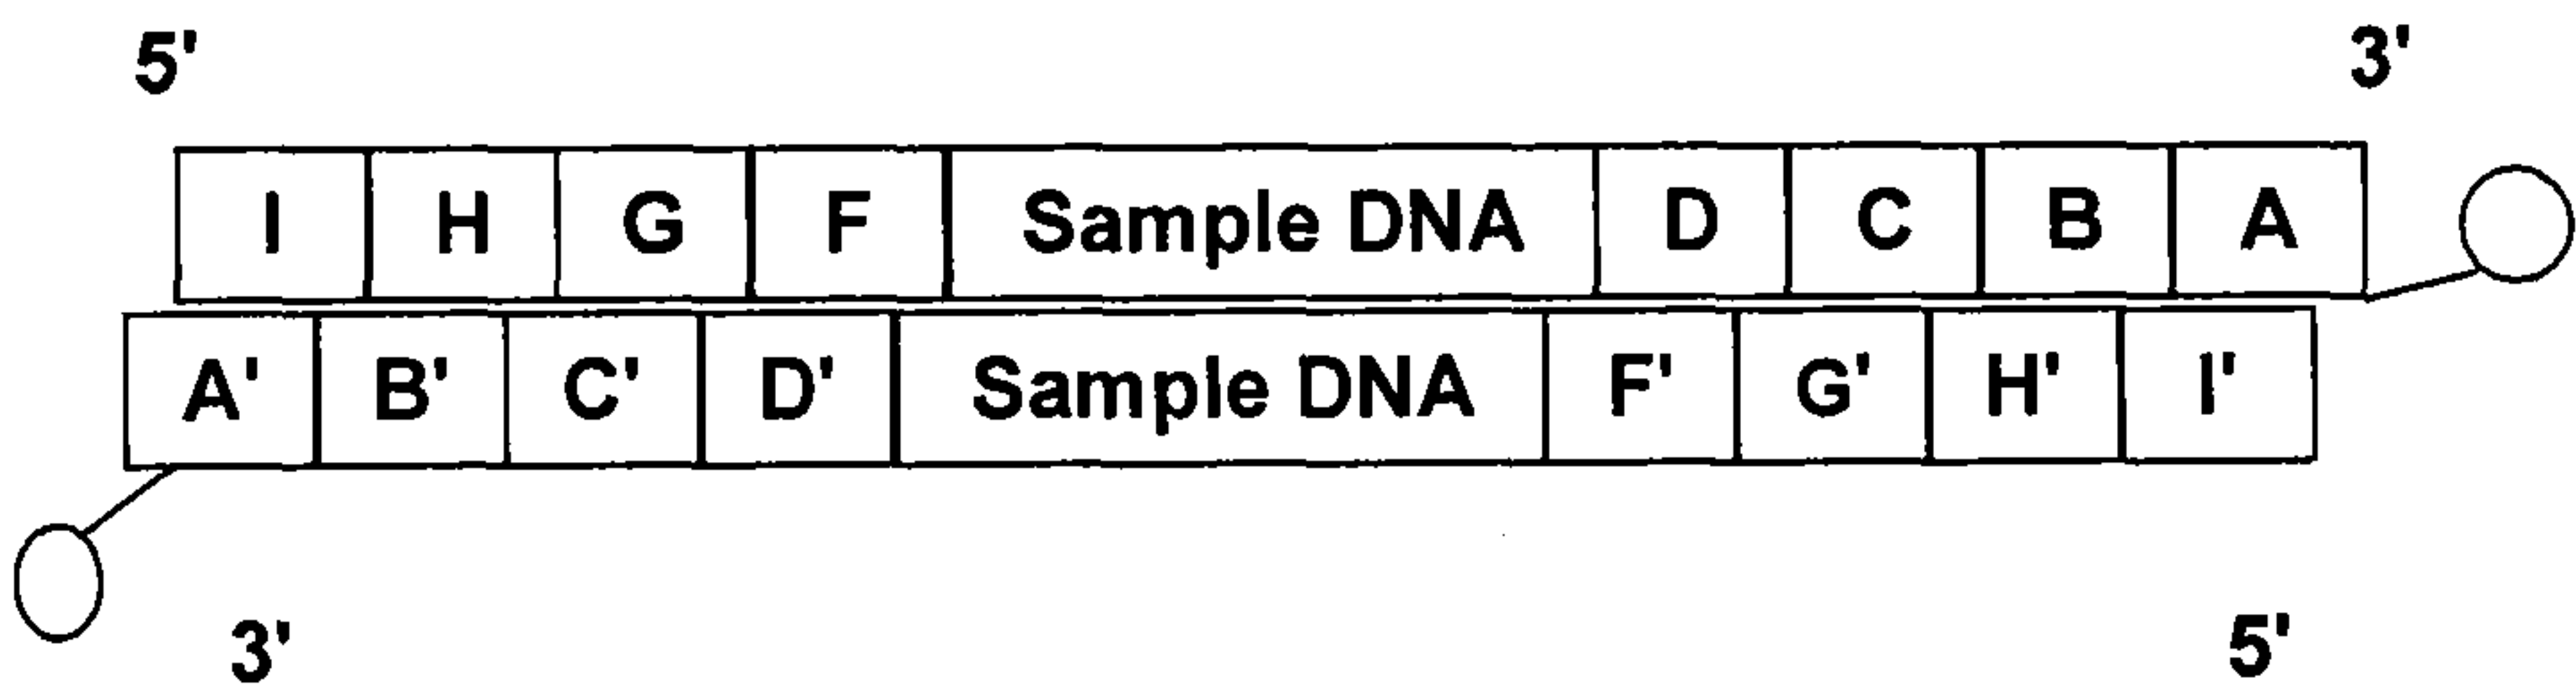 5' 3'
I H G F Sample DNA D C B A
A' B' C' D' Sample DNA F' G' H' I'
3' 5'